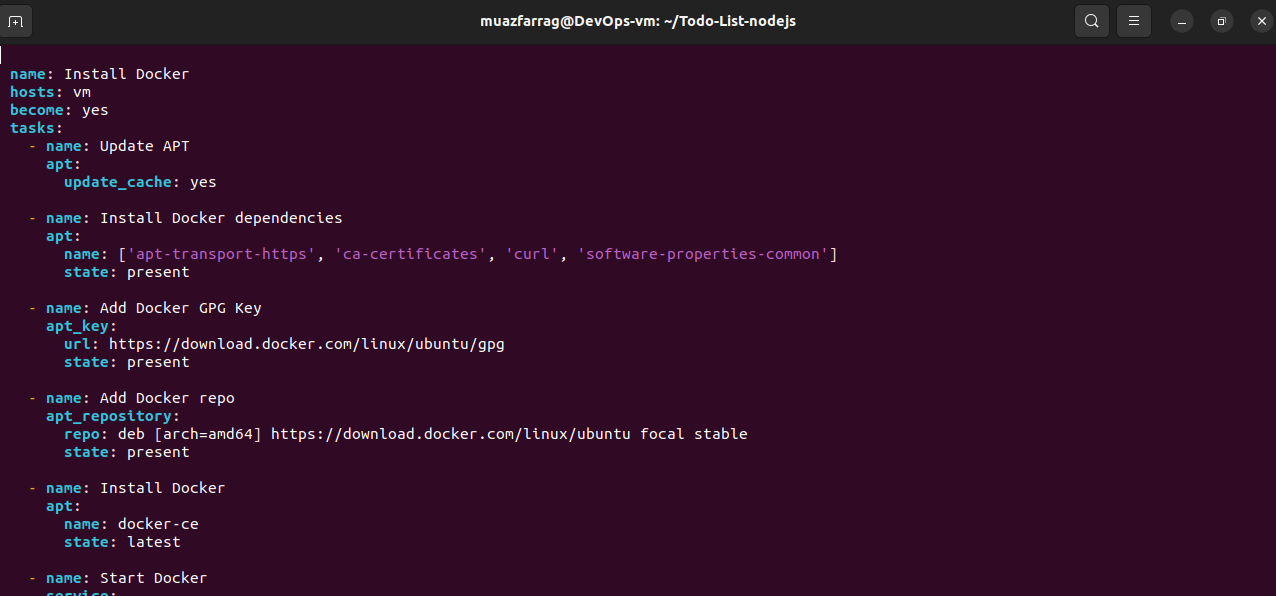 muazfarrag@DevOps-vm: ~/Todo-List-nodejs
name: Install Docker
hosts: vm
become: yes
tasks:
  - name: Update APT
    apt:
      update_cache: yes
  - name: Install Docker dependencies
    apt:
      name: ['apt-transport-https', 'ca-certificates', 'curl', 'software-properties-common']
      state: present
  - name: Add Docker GPG Key
    apt_key:
      url: https://download.docker.com/linux/ubuntu/gpg
      state: present
  - name: Add Docker repo
    apt_repository:
      repo: deb [arch=amd64] https://download.docker.com/linux/ubuntu focal stable
      state: present
  - name: Install Docker
    apt:
      name: docker-ce
      state: latest
  - name: Start Docker
    service: